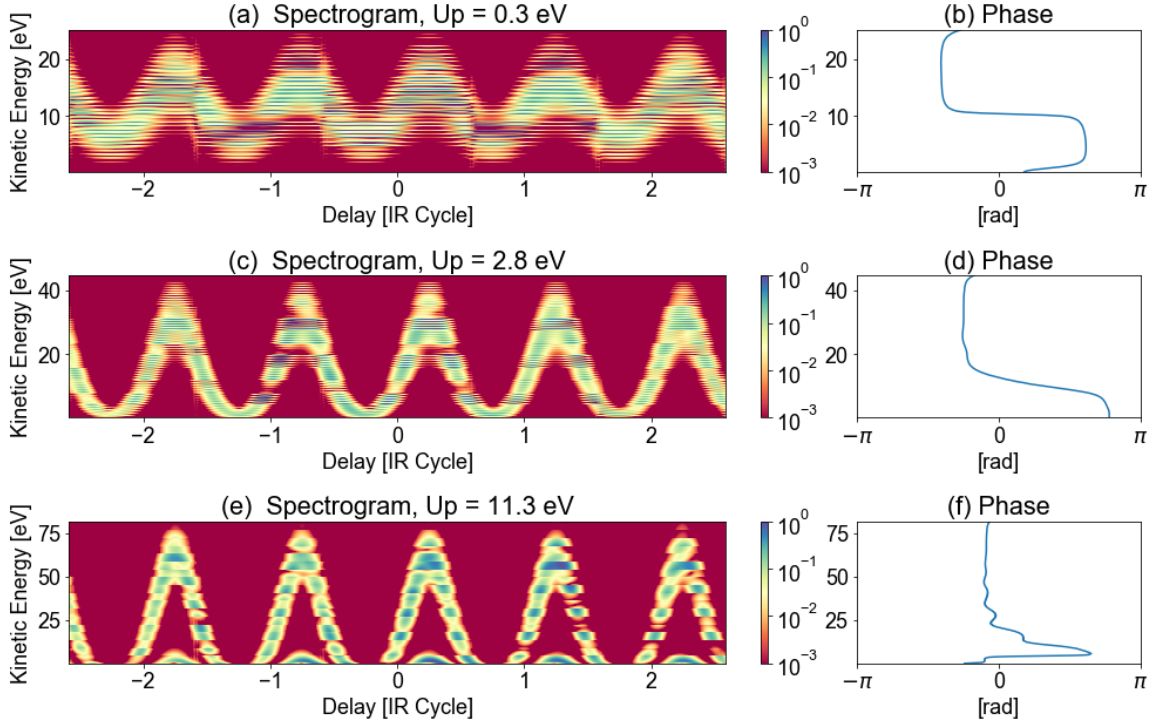 (a) Spectrogram, Up = 0.3 eV
(b) Phase
Kinetic Energy [eV]
20
10
−2 −1 0 1 2
Delay [IR Cycle]
10^0
10^−1
10^−2
10^−3
20
10
−π 0 π
[rad]
(c) Spectrogram, Up = 2.8 eV
(d) Phase
Kinetic Energy [eV]
40
20
−2 −1 0 1 2
Delay [IR Cycle]
10^0
10^−1
10^−2
10^−3
40
20
−π 0 π
[rad]
(e) Spectrogram, Up = 11.3 eV
(f) Phase
Kinetic Energy [eV]
75
50
25
−2 −1 0 1 2
Delay [IR Cycle]
10^0
10^−1
10^−2
10^−3
75
50
25
−π 0 π
[rad]